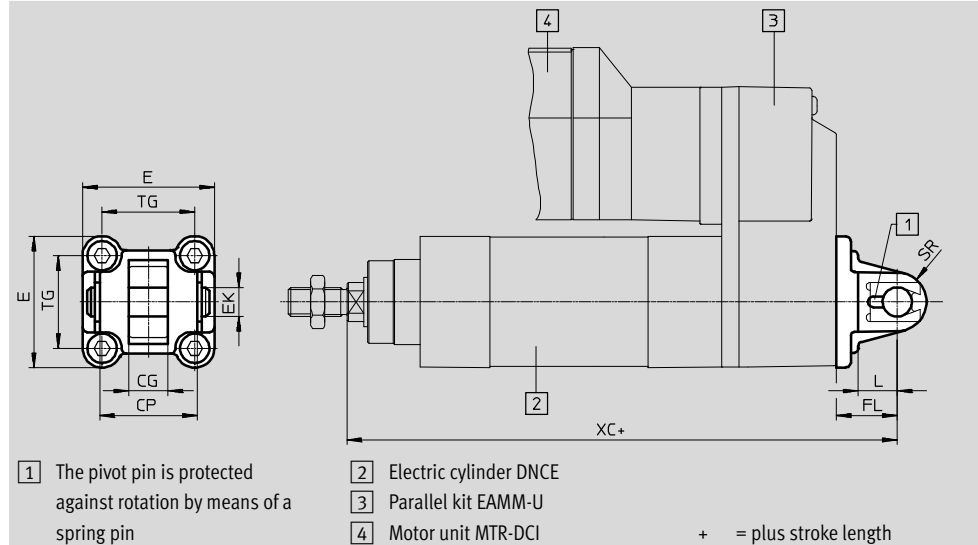 4
3
E
TG
1
SR
E
TG
EK
CG
CP
2
L
FL
XC+
1 The pivot pin is protected
against rotation by means of a
spring pin
2 Electric cylinder DNCE
3 Parallel kit EAMM-U
4 Motor unit MTR-DCI
+ = plus stroke length